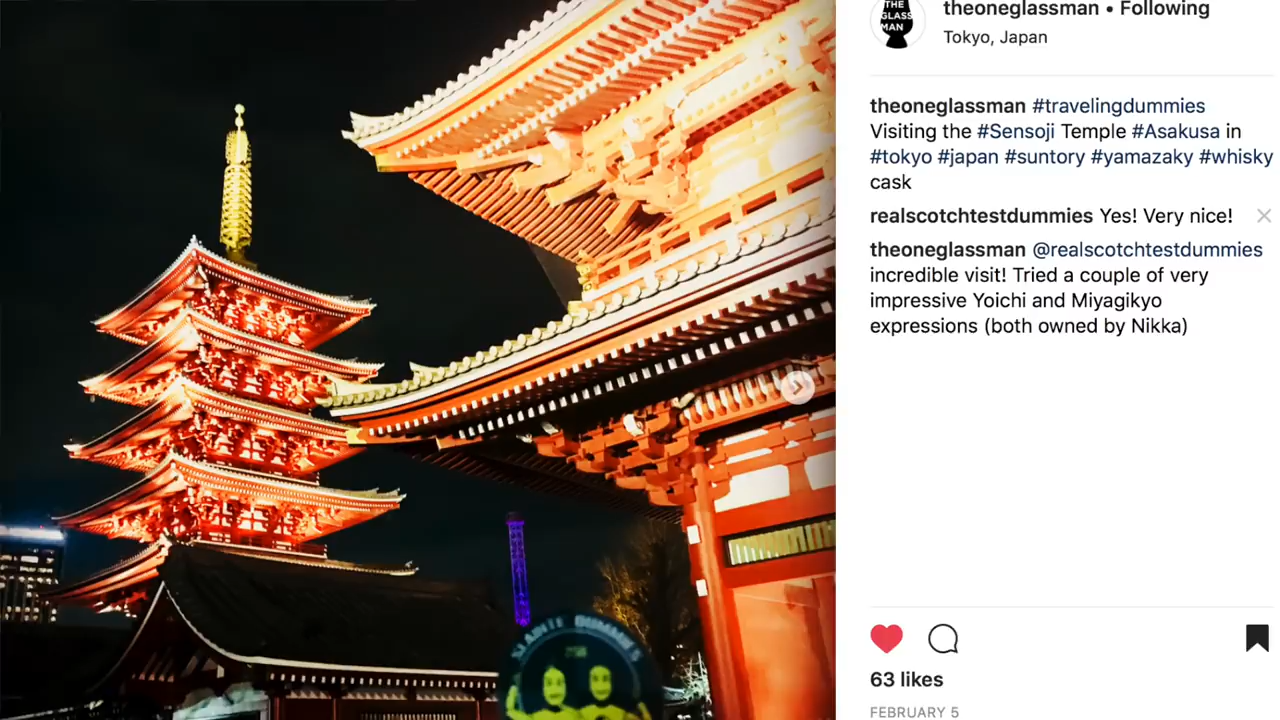 THE
GLASS
MAN
theoneglassman • Following
Tokyo, Japan
theoneglassman #travelingdummies
Visiting the #Sensoji Temple #Asakusa in
#tokyo #japan #suntory #yamazaky #whisky
cask
realscotchtestdummies Yes! Very nice!
theoneglassman @realscotchtestdummies
incredible visit! Tried a couple of very
impressive Yoichi and Miyagikyo
expressions (both owned by Nikka)
63 likes
FEBRUARY 5
DUMMIES